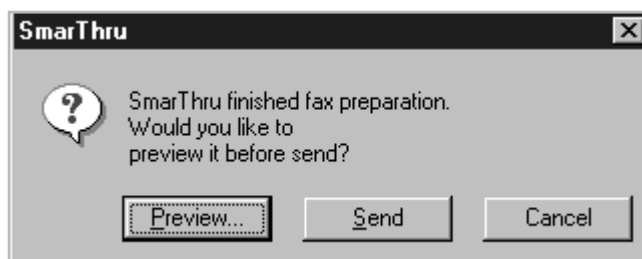 SmarThru
SmarThru finished fax preparation.
Would you like to
preview it before send?
Preview... Send Cancel